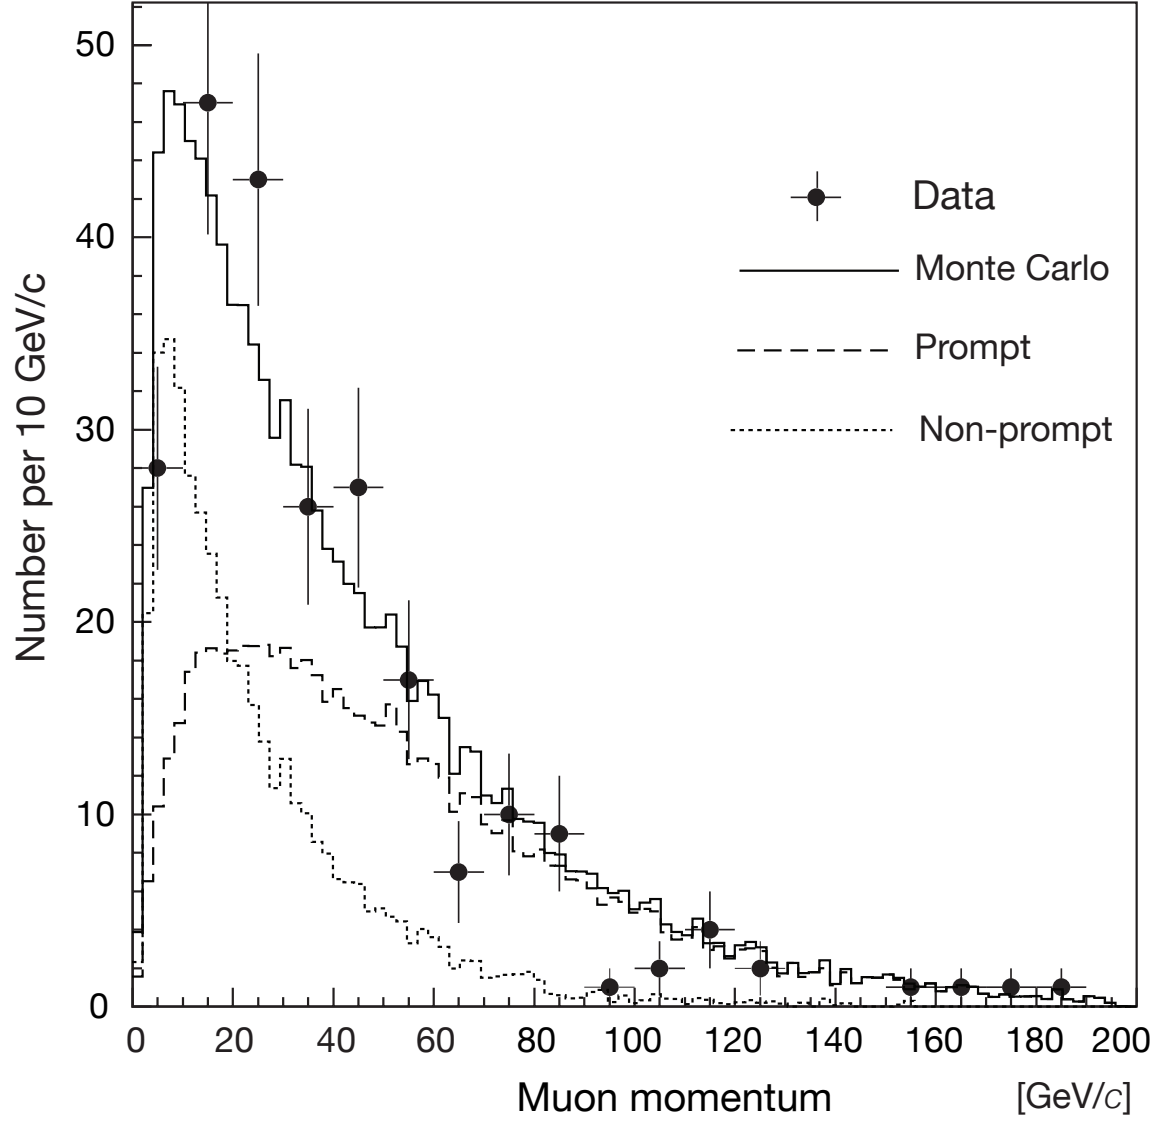 50
40
30
20
10
0
Number per 10 GeV/c
Data
Monte Carlo
Prompt
Non-prompt
0 20 40 60 80 100 120 140 160 180 200
Muon momentum [GeV/c]